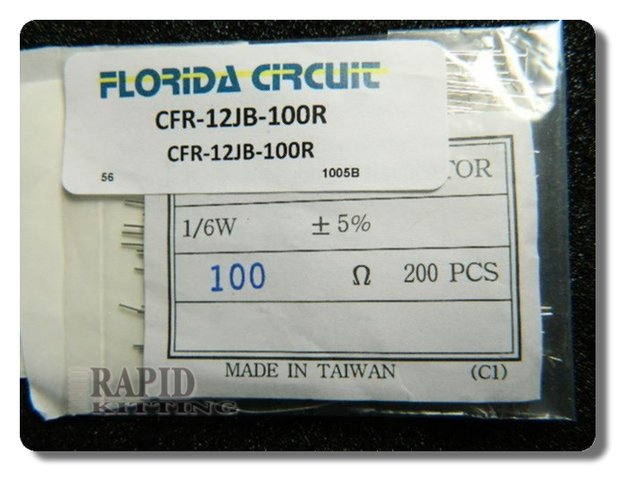 FLORIDA CIRCUIT
CFR-12JB-100R
CFR-12JB-100R
56 1005B
1/6W ± 5%
100 Ω 200 PCS
MADE IN TAIWAN (C1)
RAPID
KITTING